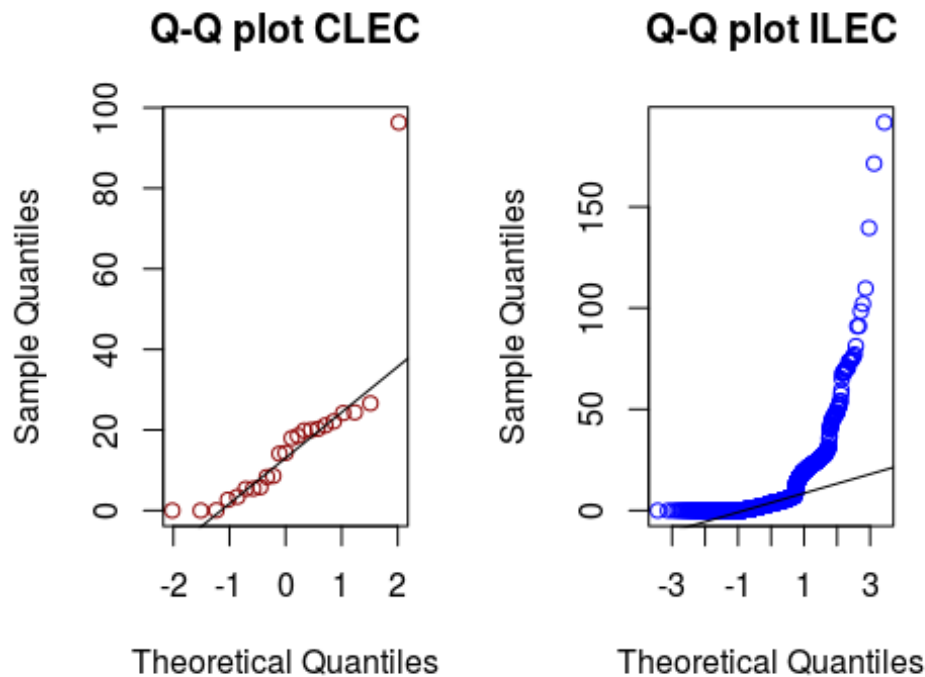 Q-Q plot CLEC
Sample Quantiles
100
80
60
40
20
0
-2 -1 0 1 2
Theoretical Quantiles
Q-Q plot ILEC
Sample Quantiles
150
100
50
0
-3 -1 1 3
Theoretical Quantiles